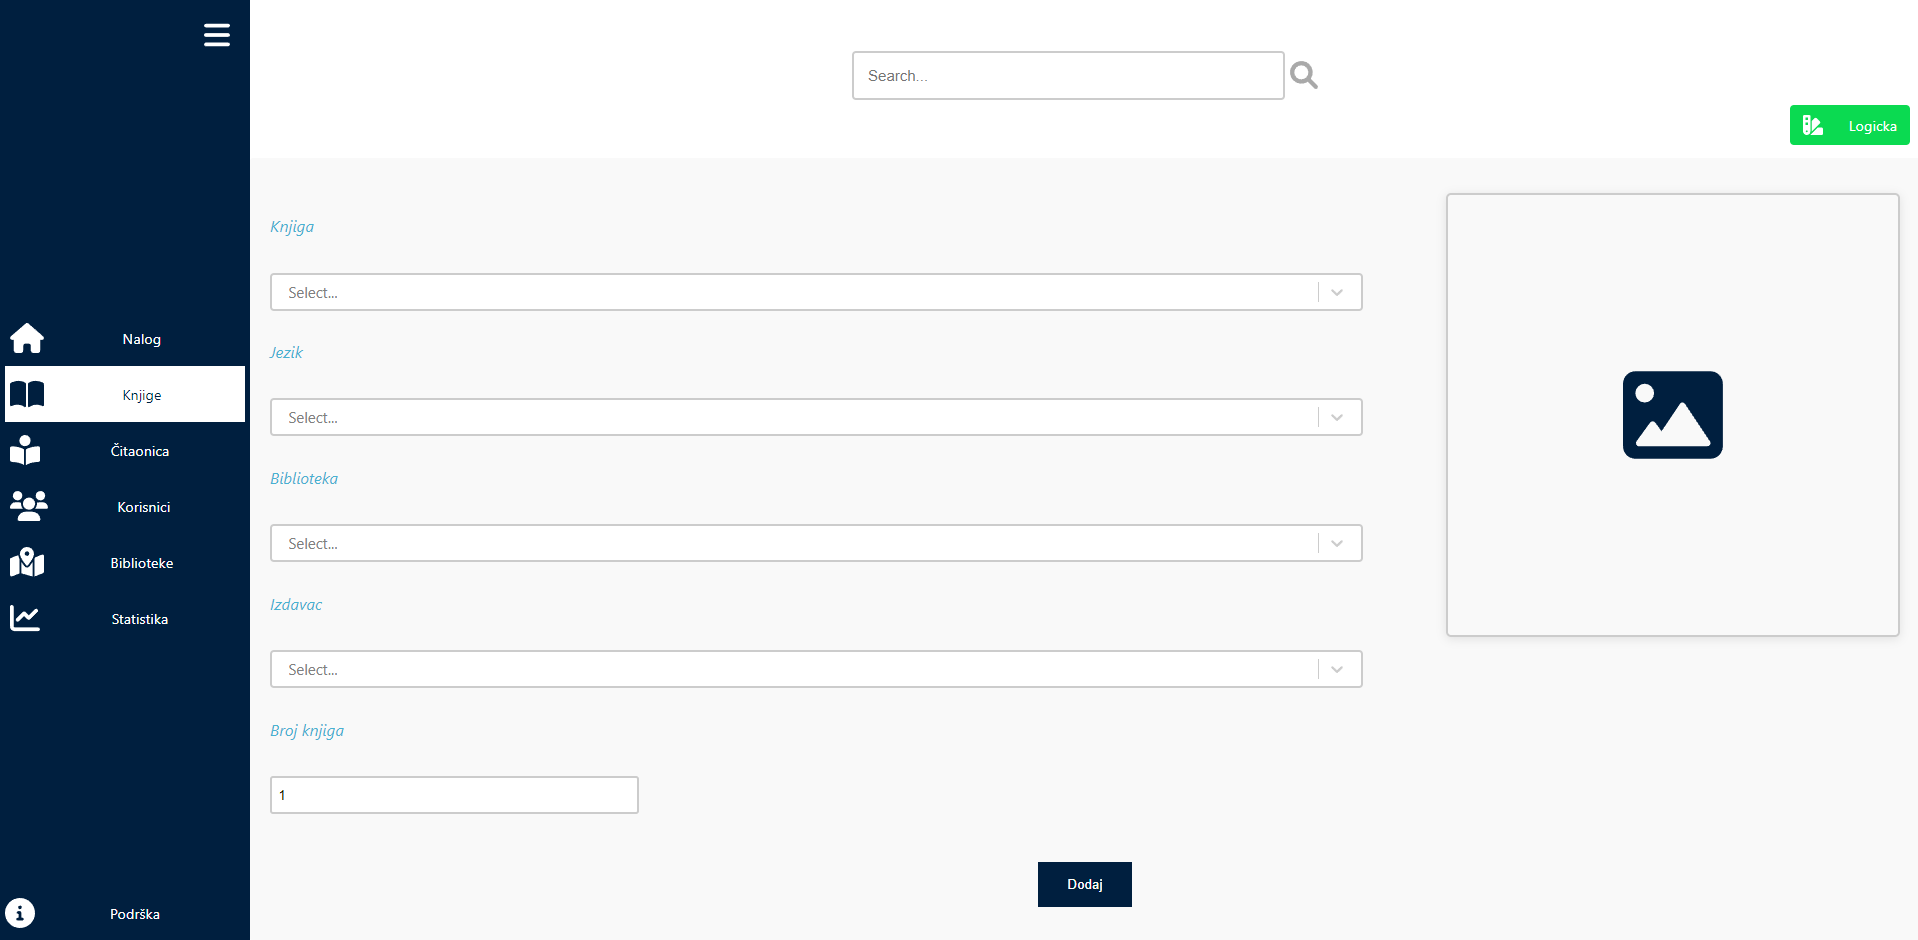 Search...
Logicka
Nalog
Knjige
Čitaonica
Korisnici
Biblioteke
Statistika
Podrška
Knjiga
Select...
Jezik
Select...
Biblioteka
Select...
Izdavac
Select...
Broj knjiga
1
Dodaj